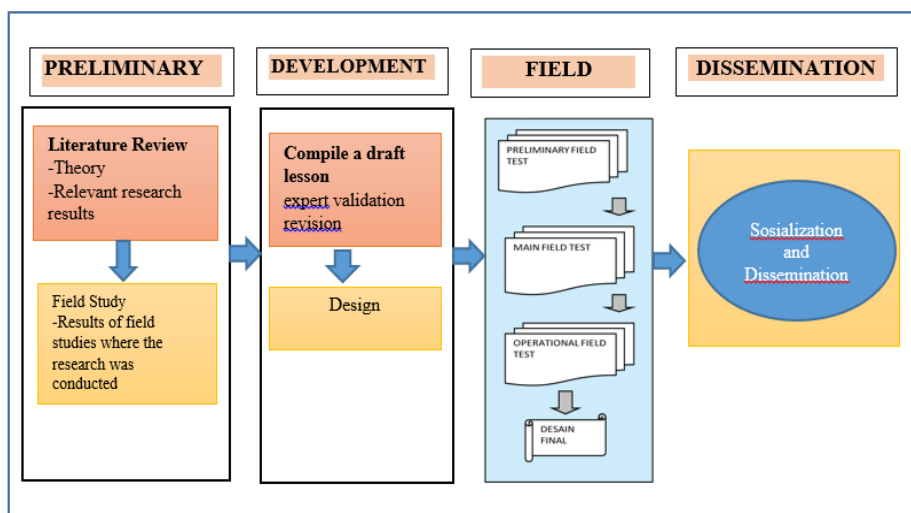 PRELIMINARY
DEVELOPMENT
FIELD
DISSEMINATION
Literature Review
-Theory
-Relevant research
results
Field Study
-Results of field
studies where the
research was
conducted
Compile a draft
lesson
expert validation
revision
Design
PRELIMINARY FIELD
TEST
MAIN FIELD TEST
OPERATIONAL FIELD
TEST
DESAIN
FINAL
Sosialization
and
Dissemination